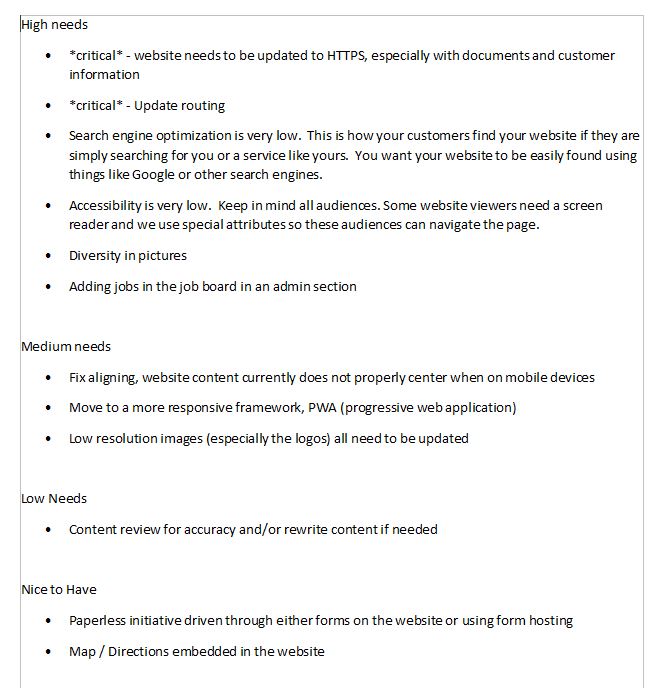 High needs
• *critical* - website needs to be updated to HTTPS, especially with documents and customer
information
• *critical* - Update routing
• Search engine optimization is very low.  This is how your customers find your website if they are
simply searching for you or a service like yours.  You want your website to be easily found using
things like Google or other search engines.
• Accessibility is very low.  Keep in mind all audiences. Some website viewers need a screen
reader and we use special attributes so these audiences can navigate the page.
• Diversity in pictures
• Adding jobs in the job board in an admin section
Medium needs
• Fix aligning, website content currently does not properly center when on mobile devices
• Move to a more responsive framework, PWA (progressive web application)
• Low resolution images (especially the logos) all need to be updated
Low Needs
• Content review for accuracy and/or rewrite content if needed
Nice to Have
• Paperless initiative driven through either forms on the website or using form hosting
• Map / Directions embedded in the website